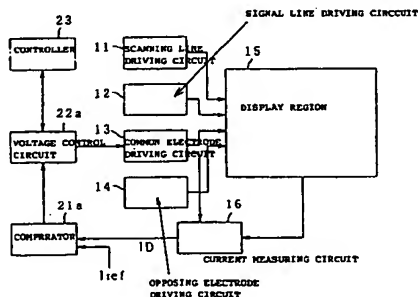 SIGNAL LINE DRIVING CIRCCUIT
23
CONTROLLER
11
SCANNING LINE
DRIVING CIRCUIT
15
DISPLAY REGION
12
22a
VOLTAGE CONTROL
CIRCUIT
13
COMMON ELECTRODE
DRIVING CIRCUIT
14
21a
COMPRRATOR
ID
Iref
16
CURRENT MEASURING CIRCUIT
OPPOSING ELECTRODE
DRIVING CIRCUIT